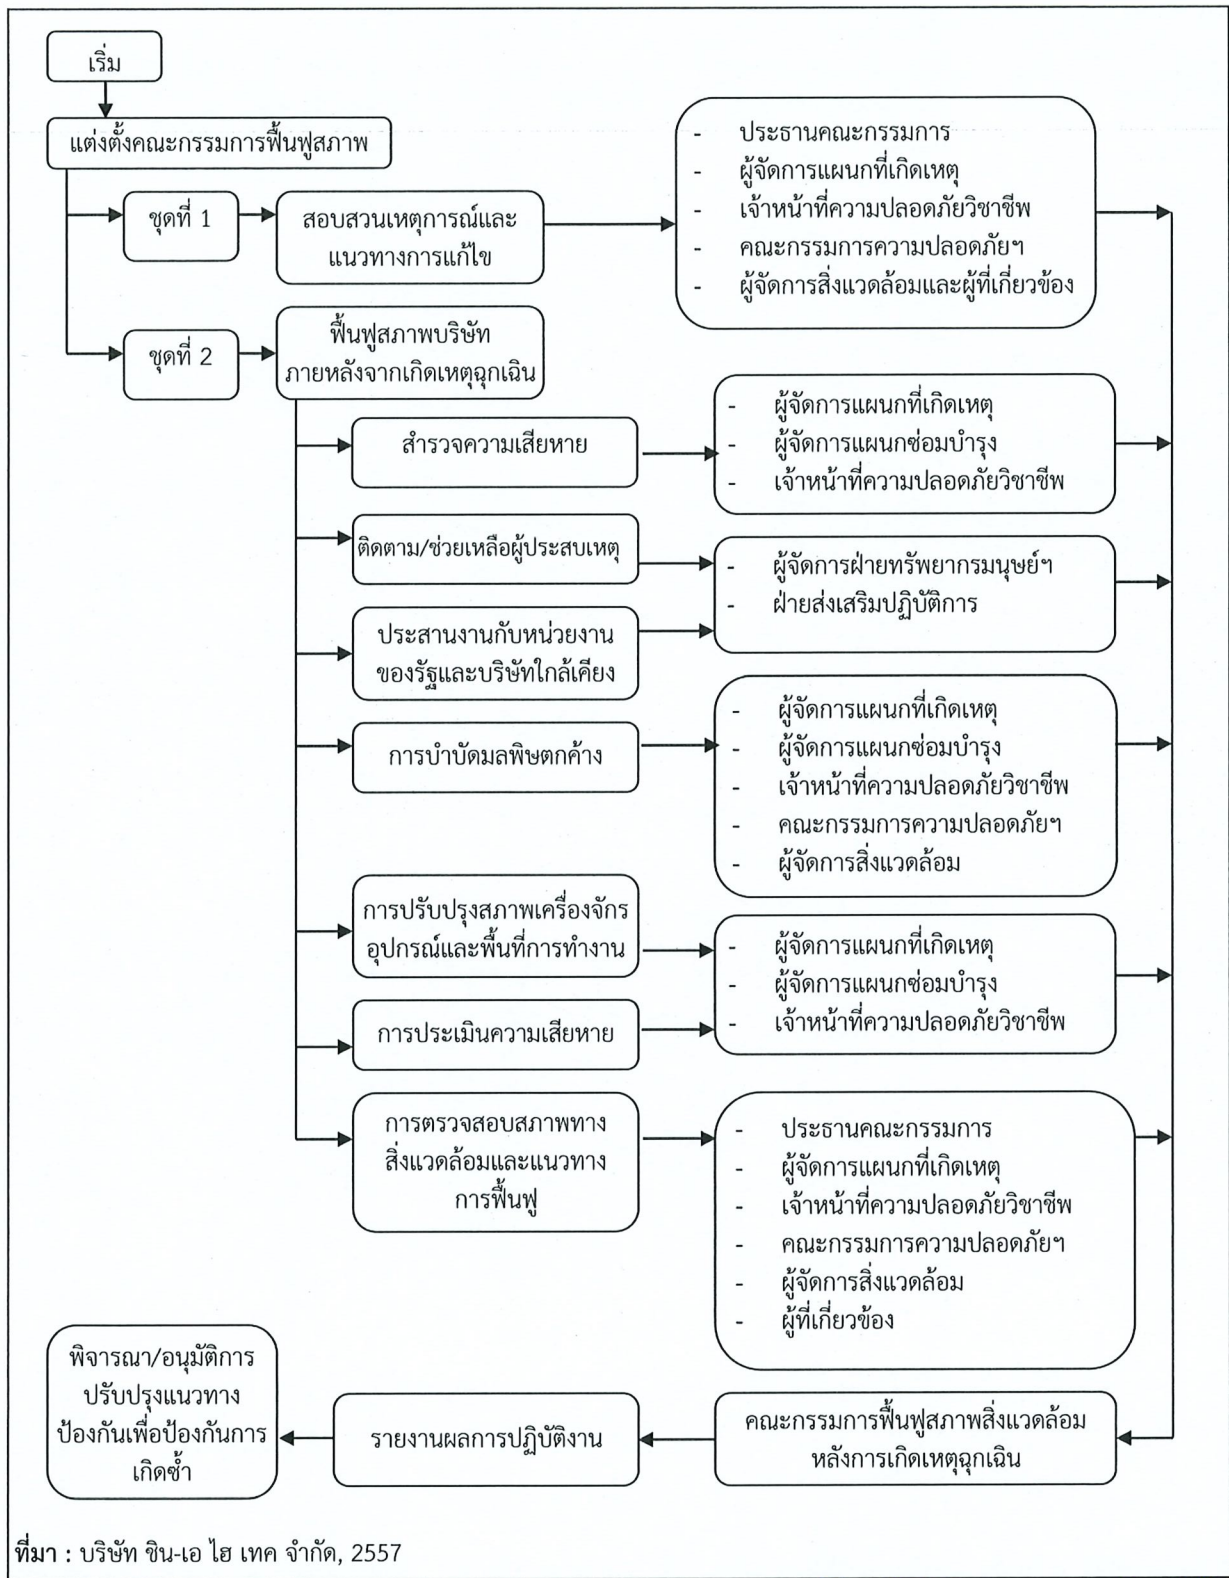 เริ่ม
แต่งตั้งคณะกรรมการฟื้นฟูสภาพ
ชุดที่ 1
สอบสวนเหตุการณ์และ
แนวทางการแก้ไข
- ประธานคณะกรรมการ
- ผู้จัดการแผนกที่เกิดเหตุ
- เจ้าหน้าที่ความปลอดภัยวิชาชีพ
- คณะกรรมการความปลอดภัยฯ
- ผู้จัดการสิ่งแวดล้อมและผู้ที่เกี่ยวข้อง
ชุดที่ 2
ฟื้นฟูสภาพบริษัท
ภายหลังจากเกิดเหตุฉุกเฉิน
สำรวจความเสียหาย
- ผู้จัดการแผนกที่เกิดเหตุ
- ผู้จัดการแผนกซ่อมบำรุง
- เจ้าหน้าที่ความปลอดภัยวิชาชีพ
ติดตาม/ช่วยเหลือผู้ประสบเหตุ
ประสานงานกับหน่วยงาน
ของรัฐและบริษัทใกล้เคียง
- ผู้จัดการฝ่ายทรัพยากรมนุษย์ฯ
- ฝ่ายส่งเสริมปฏิบัติการ
การบำบัดมลพิษตกค้าง
- ผู้จัดการแผนกที่เกิดเหตุ
- ผู้จัดการแผนกซ่อมบำรุง
- เจ้าหน้าที่ความปลอดภัยวิชาชีพ
- คณะกรรมการความปลอดภัยฯ
- ผู้จัดการสิ่งแวดล้อม
การปรับปรุงสภาพเครื่องจักร
อุปกรณ์และพื้นที่การทำงาน
การประเมินความเสียหาย
- ผู้จัดการแผนกที่เกิดเหตุ
- ผู้จัดการแผนกซ่อมบำรุง
- เจ้าหน้าที่ความปลอดภัยวิชาชีพ
การตรวจสอบสภาพทาง
สิ่งแวดล้อมและแนวทาง
การฟื้นฟู
- ประธานคณะกรรมการ
- ผู้จัดการแผนกที่เกิดเหตุ
- เจ้าหน้าที่ความปลอดภัยวิชาชีพ
- คณะกรรมการความปลอดภัยฯ
- ผู้จัดการสิ่งแวดล้อม
- ผู้ที่เกี่ยวข้อง
คณะกรรมการฟื้นฟูสภาพสิ่งแวดล้อม
หลังการเกิดเหตุฉุกเฉิน
รายงานผลการปฏิบัติงาน
พิจารณา/อนุมัติการ
ปรับปรุงแนวทาง
ป้องกันเพื่อป้องกันการ
เกิดซ้ำ
ที่มา : บริษัท ชิน-เอ ไฮ เทค จำกัด, 2557